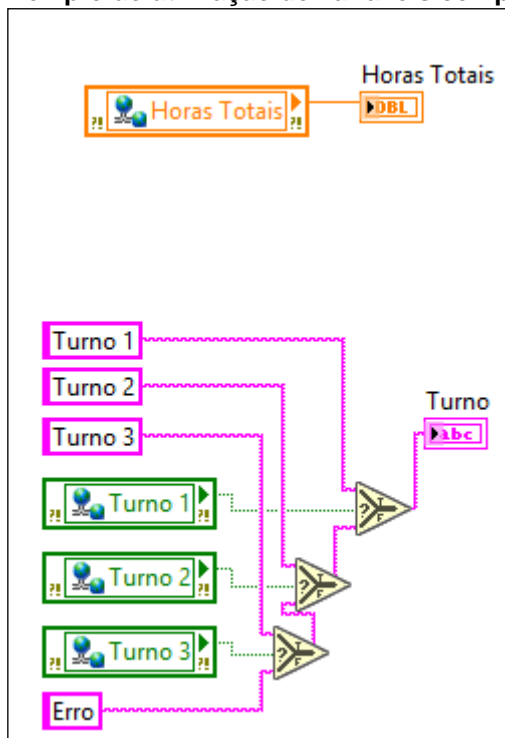 Horas Totais
?! Horas Totais ?!
DBL
Turno 1
Turno 2
Turno
Turno 3
abc
?! Turno 1 ?!
? T F
?! Turno 2 ?!
? T F
?! Turno 3 ?!
? T F
Erro